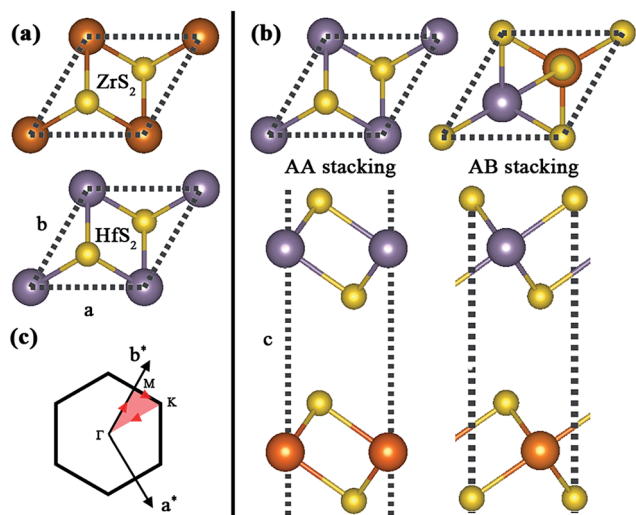 (a)
ZrS2
b
HfS2
a
(c)
b*
M
K
Γ
a*
(b)
AA stacking
AB stacking
c